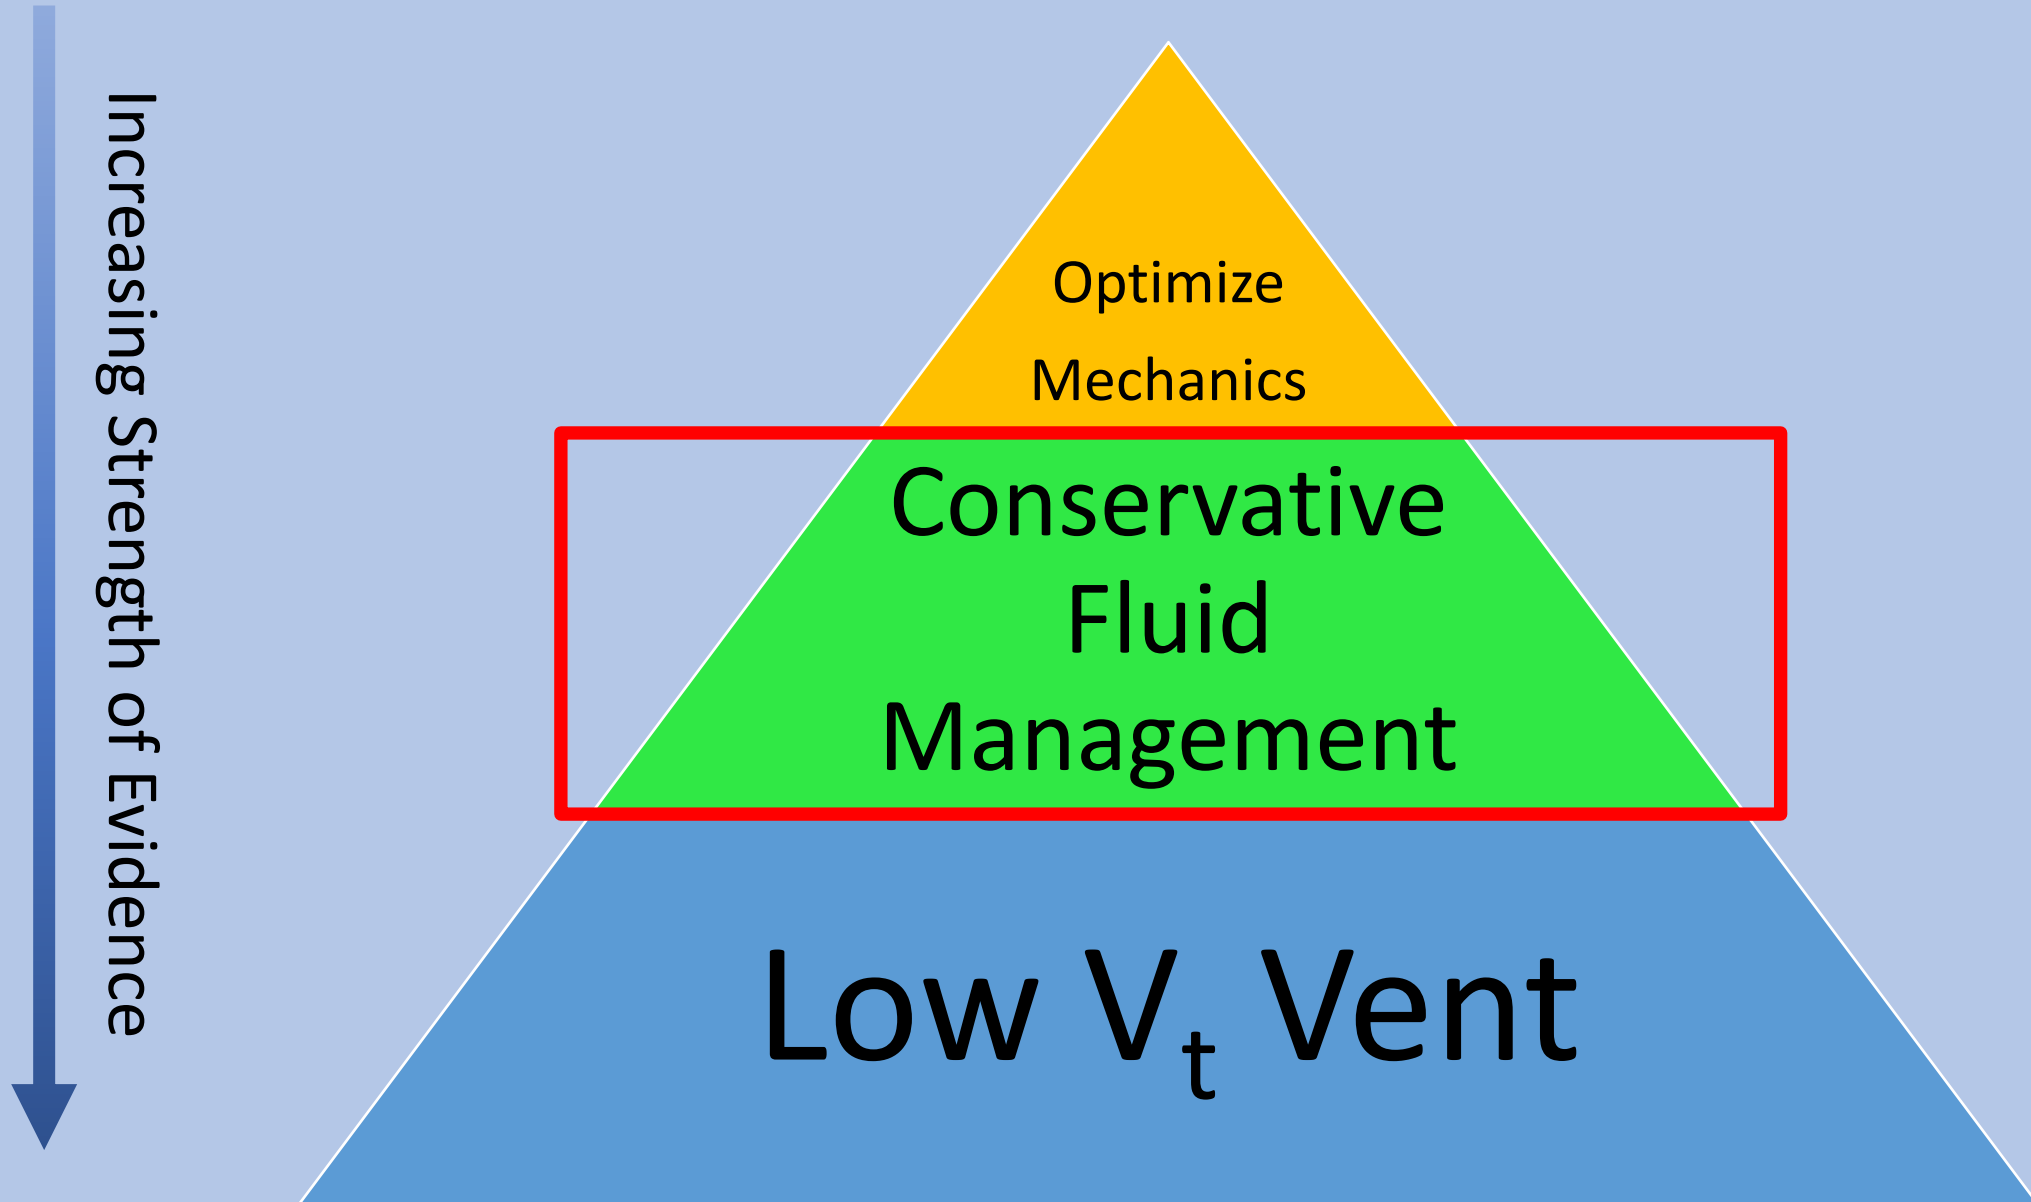 Increasing Strength of Evidence
Optimize
Mechanics
Conservative
Fluid
Management
Low Vt Vent